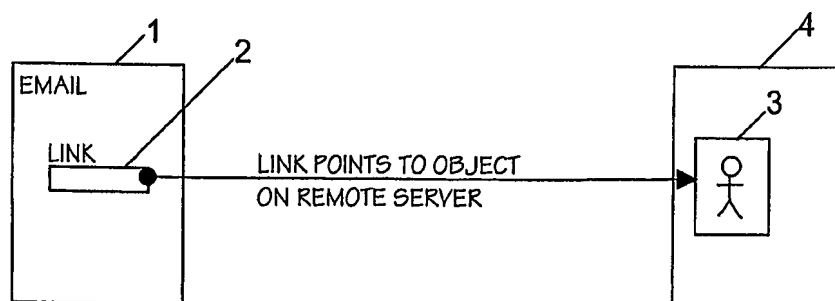 1
2
4
3
EMAIL
LINK
LINK POINTS TO OBJECT
ON REMOTE SERVER